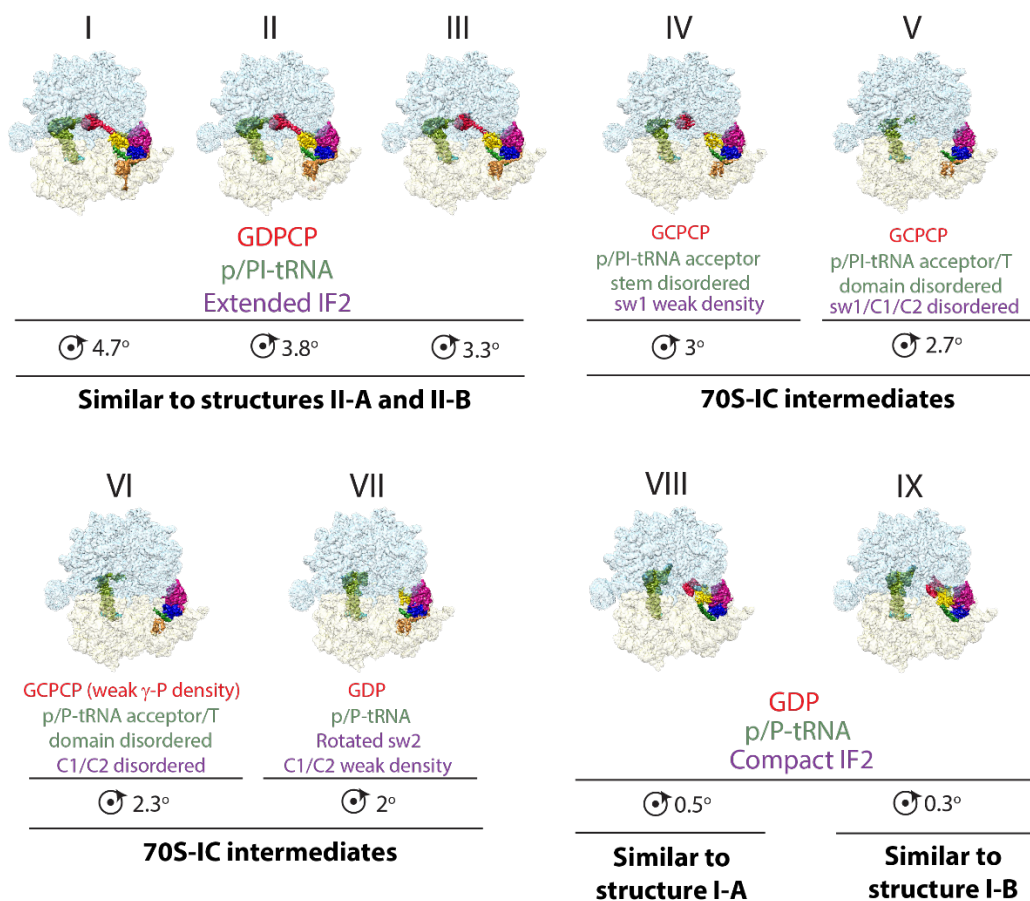 I II III IV V
GDPCP
p/PI-tRNA
Extended IF2
GCPCP
p/PI-tRNA acceptor
stem disordered
sw1 weak density
GCPCP
p/PI-tRNA acceptor/T
domain disordered
sw1/C1/C2 disordered
4.7° 3.8° 3.3° 3° 2.7°
Similar to structures II-A and II-B
70S-IC intermediates
VI VII VIII IX
GCPCP (weak γ-P density)
p/P-tRNA acceptor/T
domain disordered
C1/C2 disordered
GDP
p/P-tRNA
Rotated sw2
C1/C2 weak density
GDP
p/P-tRNA
Compact IF2
2.3° 2° 0.5° 0.3°
70S-IC intermediates
Similar to
structure I-A
Similar to
structure I-B